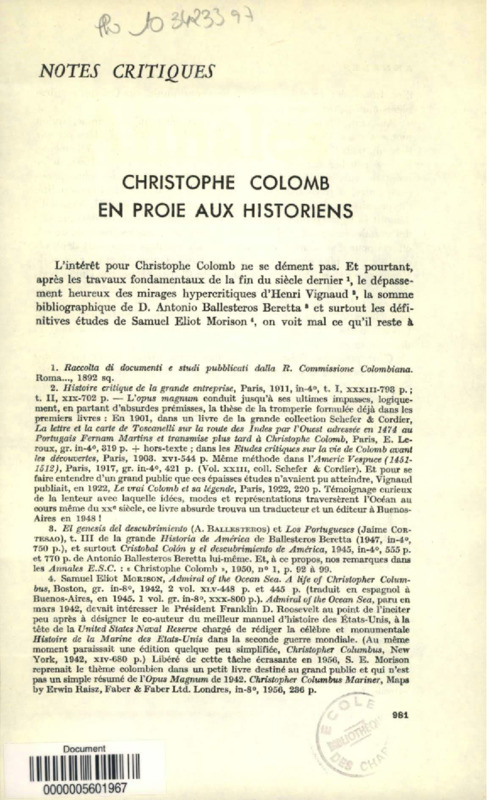 10 34233 97
NOTES CRITIQUES
CHRISTOPHE COLOMB
EN PROIE AUX HISTORIENS
L'intérêt pour Christophe Colomb ne se dément pas. Et pourtant,
après les travaux fondamentaux de la fin du siècle dernier ¹, le dépasse-
ment heureux des mirages hypercritiques d'Henri Vignaud ², la somme
bibliographique de D. Antonio Ballesteros Beretta ³ et surtout les défi-
nitives études de Samuel Eliot Morison ⁴, on voit mal ce qu'il reste à
1. Raccolta di documenti e studi pubblicati dalla R. Commissione Colombiana.
Roma..., 1892 sq.
2. Histoire critique de la grande entreprise, Paris, 1911, in-4°, t. I, XXXIII-793 p. ;
t. II, XIX-702 p. — L'opus magnum conduit jusqu'à ses ultimes impasses, logique-
ment, en partant d'absurdes prémisses, la thèse de la tromperie formulée déjà dans les
premiers livres : En 1901, dans un livre de la grande collection Schefer & Cordier,
La lettre et la carte de Toscanelli sur la route des Indes par l'Ouest adressée en 1474 au
Portugais Fernam Martins et transmise plus tard à Christophe Colomb, Paris, E. Le-
roux, gr. in-4°, 319 p. + hors-texte ; dans les Etudes critiques sur la vie de Colomb avant
les découvertes, Paris, 1903. XVI-544 p. Même méthode dans l'Americ Vespuce (1451-
1512), Paris, 1917, gr. in-4°, 421 p. (Vol. XXIII, coll. Schefer & Cordier). Et pour se
faire entendre d'un grand public que ces épaisses études n'avaient pu atteindre, Vignaud
publiait, en 1922, Le vrai Colomb et sa légende, Paris, 1922, 220 p. Témoignage curieux
de la lenteur avec laquelle idées, modes et représentations traversèrent l'Océan au
cours même du XXe siècle, ce livre absurde trouva un traducteur et un éditeur à Buenos-
Aires en 1948 !
3. El genesis del descubrimiento (A. BALLESTEROS) et Los Portugueses (Jaime COR-
TESAO), t. III de la grande Historia de América de Ballesteros Beretta (1947, in-4°,
750 p.), et surtout Cristobal Colón y el descubrimiento de América, 1945, in-4°, 555 p.
et 770 p. de Antonio Ballesteros Beretta lui-même. Et, à ce propos, nos remarques dans
les Annales E.S.C. : « Christophe Colomb », 1950, n° 1, p. 92 à 99.
4. Samuel Eliot MORISON, Admiral of the Ocean Sea. A life of Christopher Colum-
bus, Boston, gr. in-8°, 1942, 2 vol. XLV-448 p. et 445 p. (traduit en espagnol à
Buenos-Aires, en 1945. 1 vol. gr. in-8°, XXX-800 p.). Admiral of the Ocean Sea, paru en
mars 1942, devait intéresser le Président Franklin D. Roosevelt au point de l'inciter
peu après à désigner le co-auteur du meilleur manuel d'histoire des États-Unis, à la
tête de la United States Naval Reserve chargé de rédiger la célèbre et monumentale
Histoire de la Marine des Etats-Unis dans la seconde guerre mondiale. (Au même
moment paraissait une édition quelque peu simplifiée, Christopher Columbus, New
York, 1942, XIV-680 p.) Libéré de cette tâche écrasante en 1956, S. E. Morison
reprenait le thème colombien dans un petit livre destiné au grand public et qui n'est
pas un simple résumé de l'Opus Magnum de 1942. Christopher Columbus Mariner, Maps
by Erwin Raisz, Faber & Faber Ltd. Londres, in-8°, 1956, 236 p.
981
ECOLE
BIBLIOTHÈQUE
DES CHA
Document
0000005601967